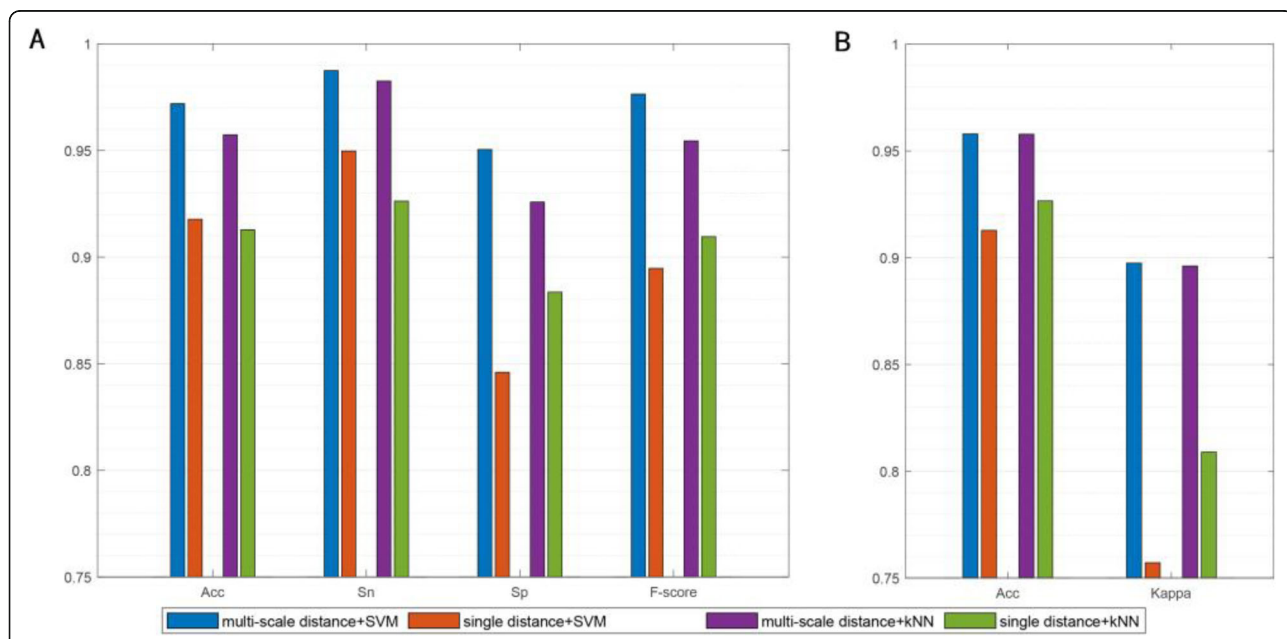 A
B
1
0.95
0.9
0.85
0.8
0.75
Acc Sn Sp F-score
1
0.95
0.9
0.85
0.8
0.75
Acc Kappa
multi-scale distance+SVM single distance+SVM multi-scale distance+kNN single distance+kNN